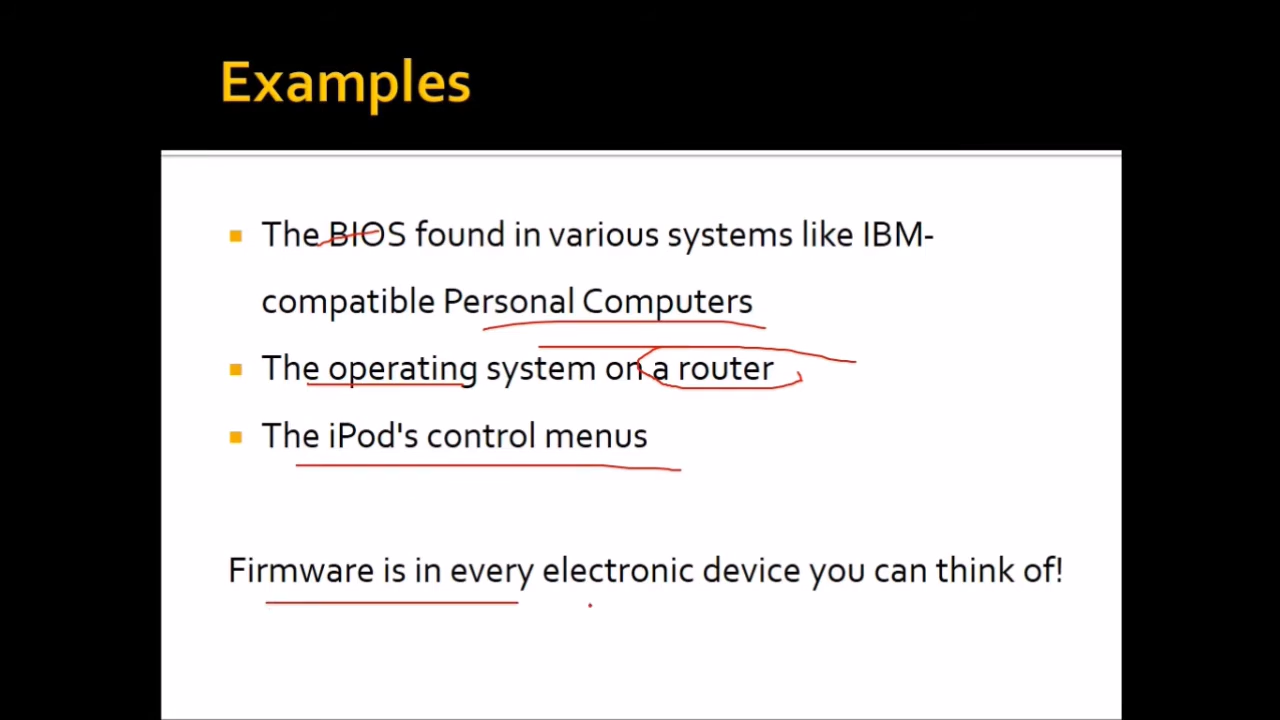 Examples
The BIOS found in various systems like IBM-
compatible Personal Computers
The operating system on a router
The iPod's control menus
Firmware is in every electronic device you can think of!